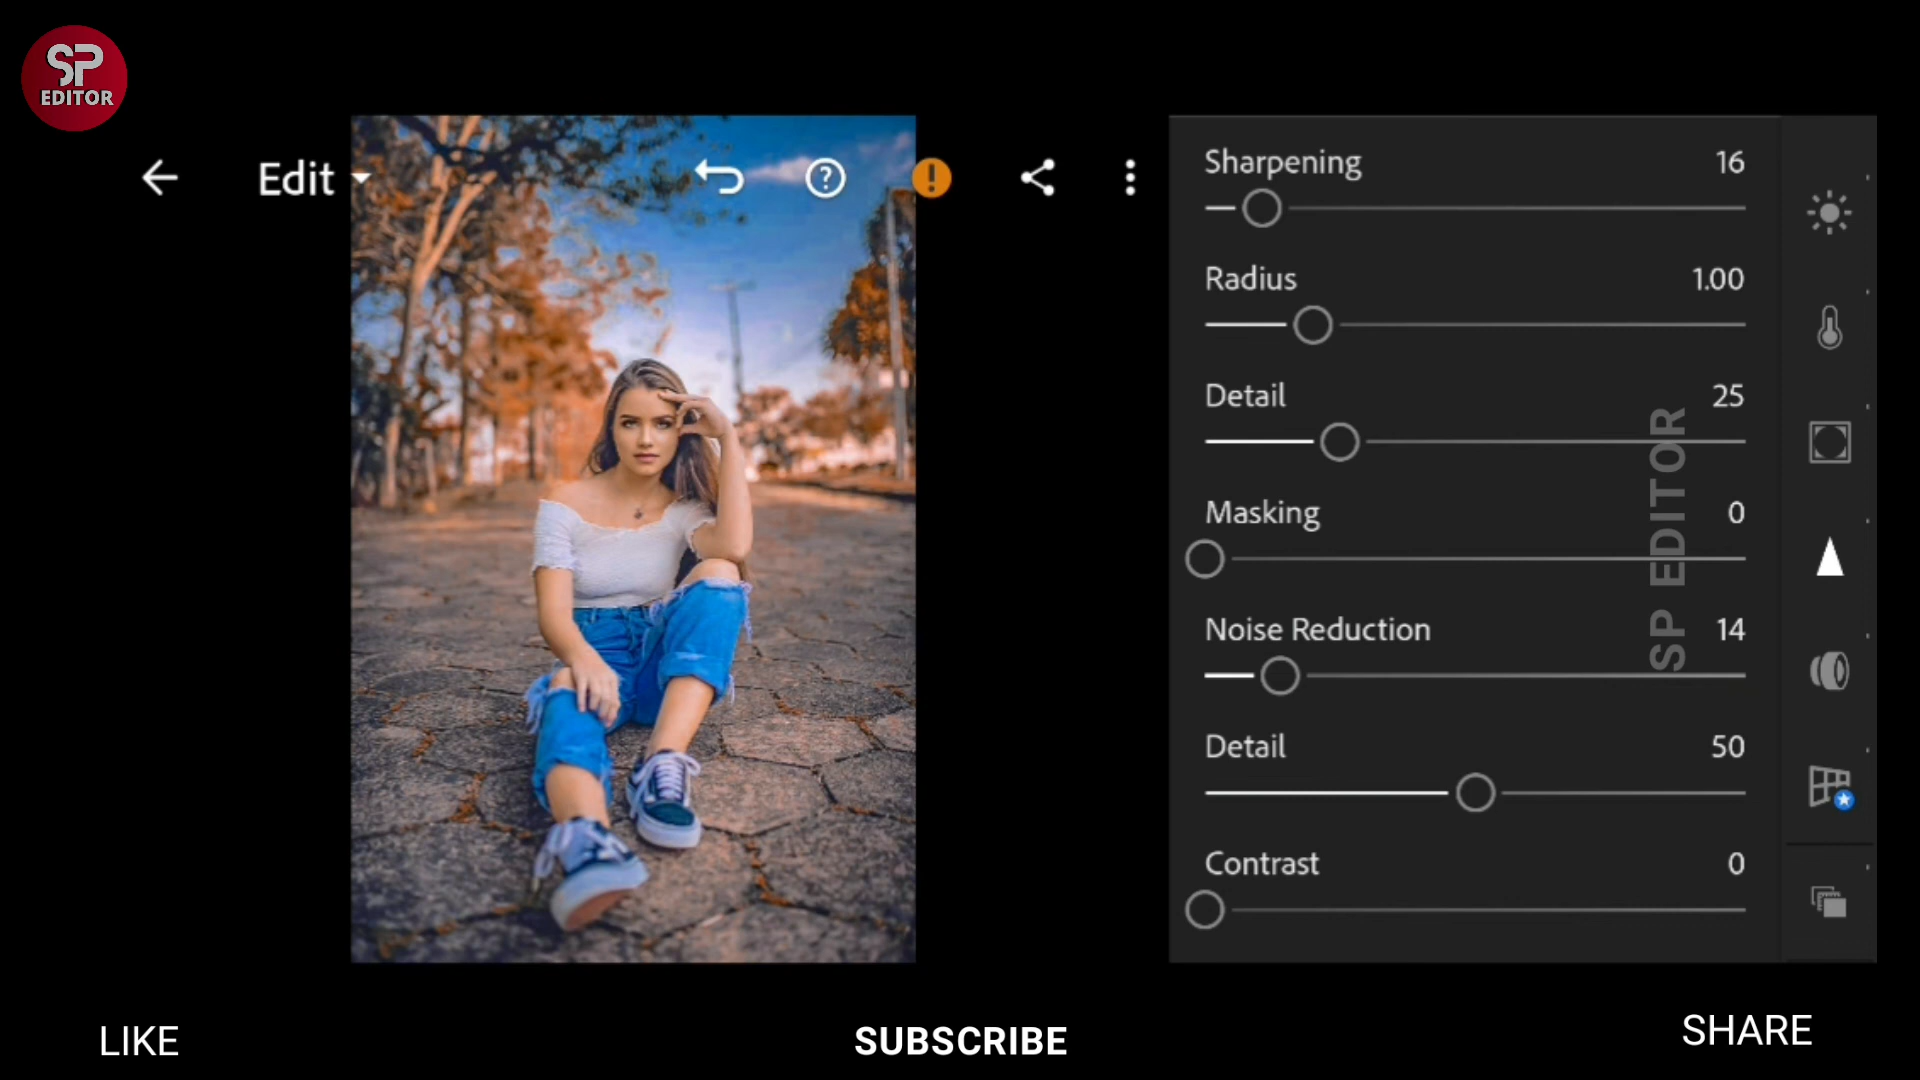 SP
EDITOR
Edit
Sharpening 16
Radius 1.00
Detail 25
Masking 0
Noise Reduction 14
Detail 50
Contrast 0
SP EDITOR
LIKE
SUBSCRIBE
SHARE